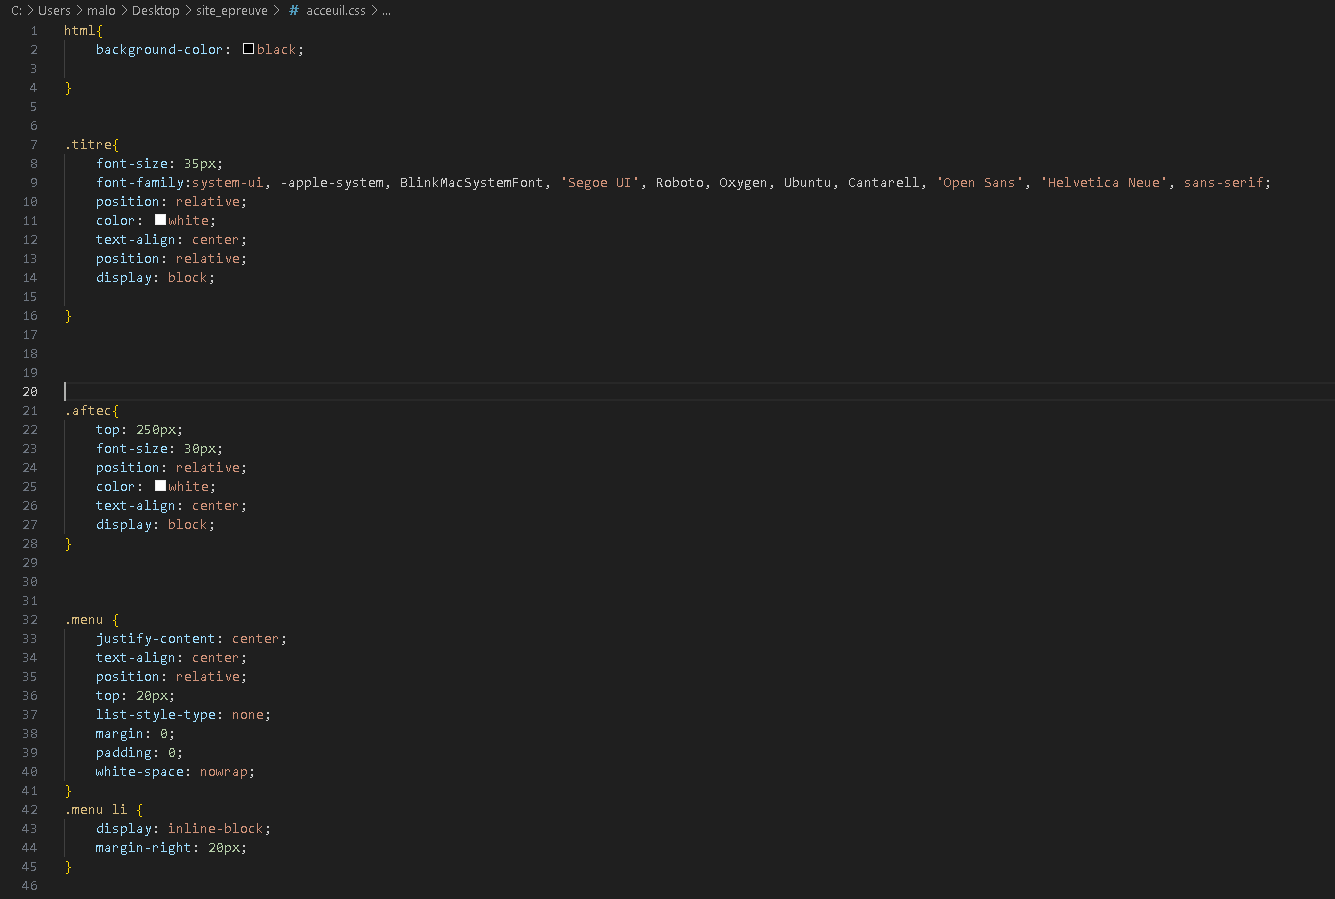 C: > Users > malo > Desktop > site_epreuve > # acceuil.css > ...
1 html{
2 background-color: black;
3
4 }
5
6
7 .titre{
8 font-size: 35px;
9 font-family:system-ui, -apple-system, BlinkMacSystemFont, 'Segoe UI', Roboto, Oxygen, Ubuntu, Cantarell, 'Open Sans', 'Helvetica Neue', sans-serif;
10 position: relative;
11 color: white;
12 text-align: center;
13 position: relative;
14 display: block;
15
16 }
17
18
19
20
21 .aftec{
22 top: 250px;
23 font-size: 30px;
24 position: relative;
25 color: white;
26 text-align: center;
27 display: block;
28 }
29
30
31
32 .menu {
33 justify-content: center;
34 text-align: center;
35 position: relative;
36 top: 20px;
37 list-style-type: none;
38 margin: 0;
39 padding: 0;
40 white-space: nowrap;
41 }
42 .menu li {
43 display: inline-block;
44 margin-right: 20px;
45 }
46